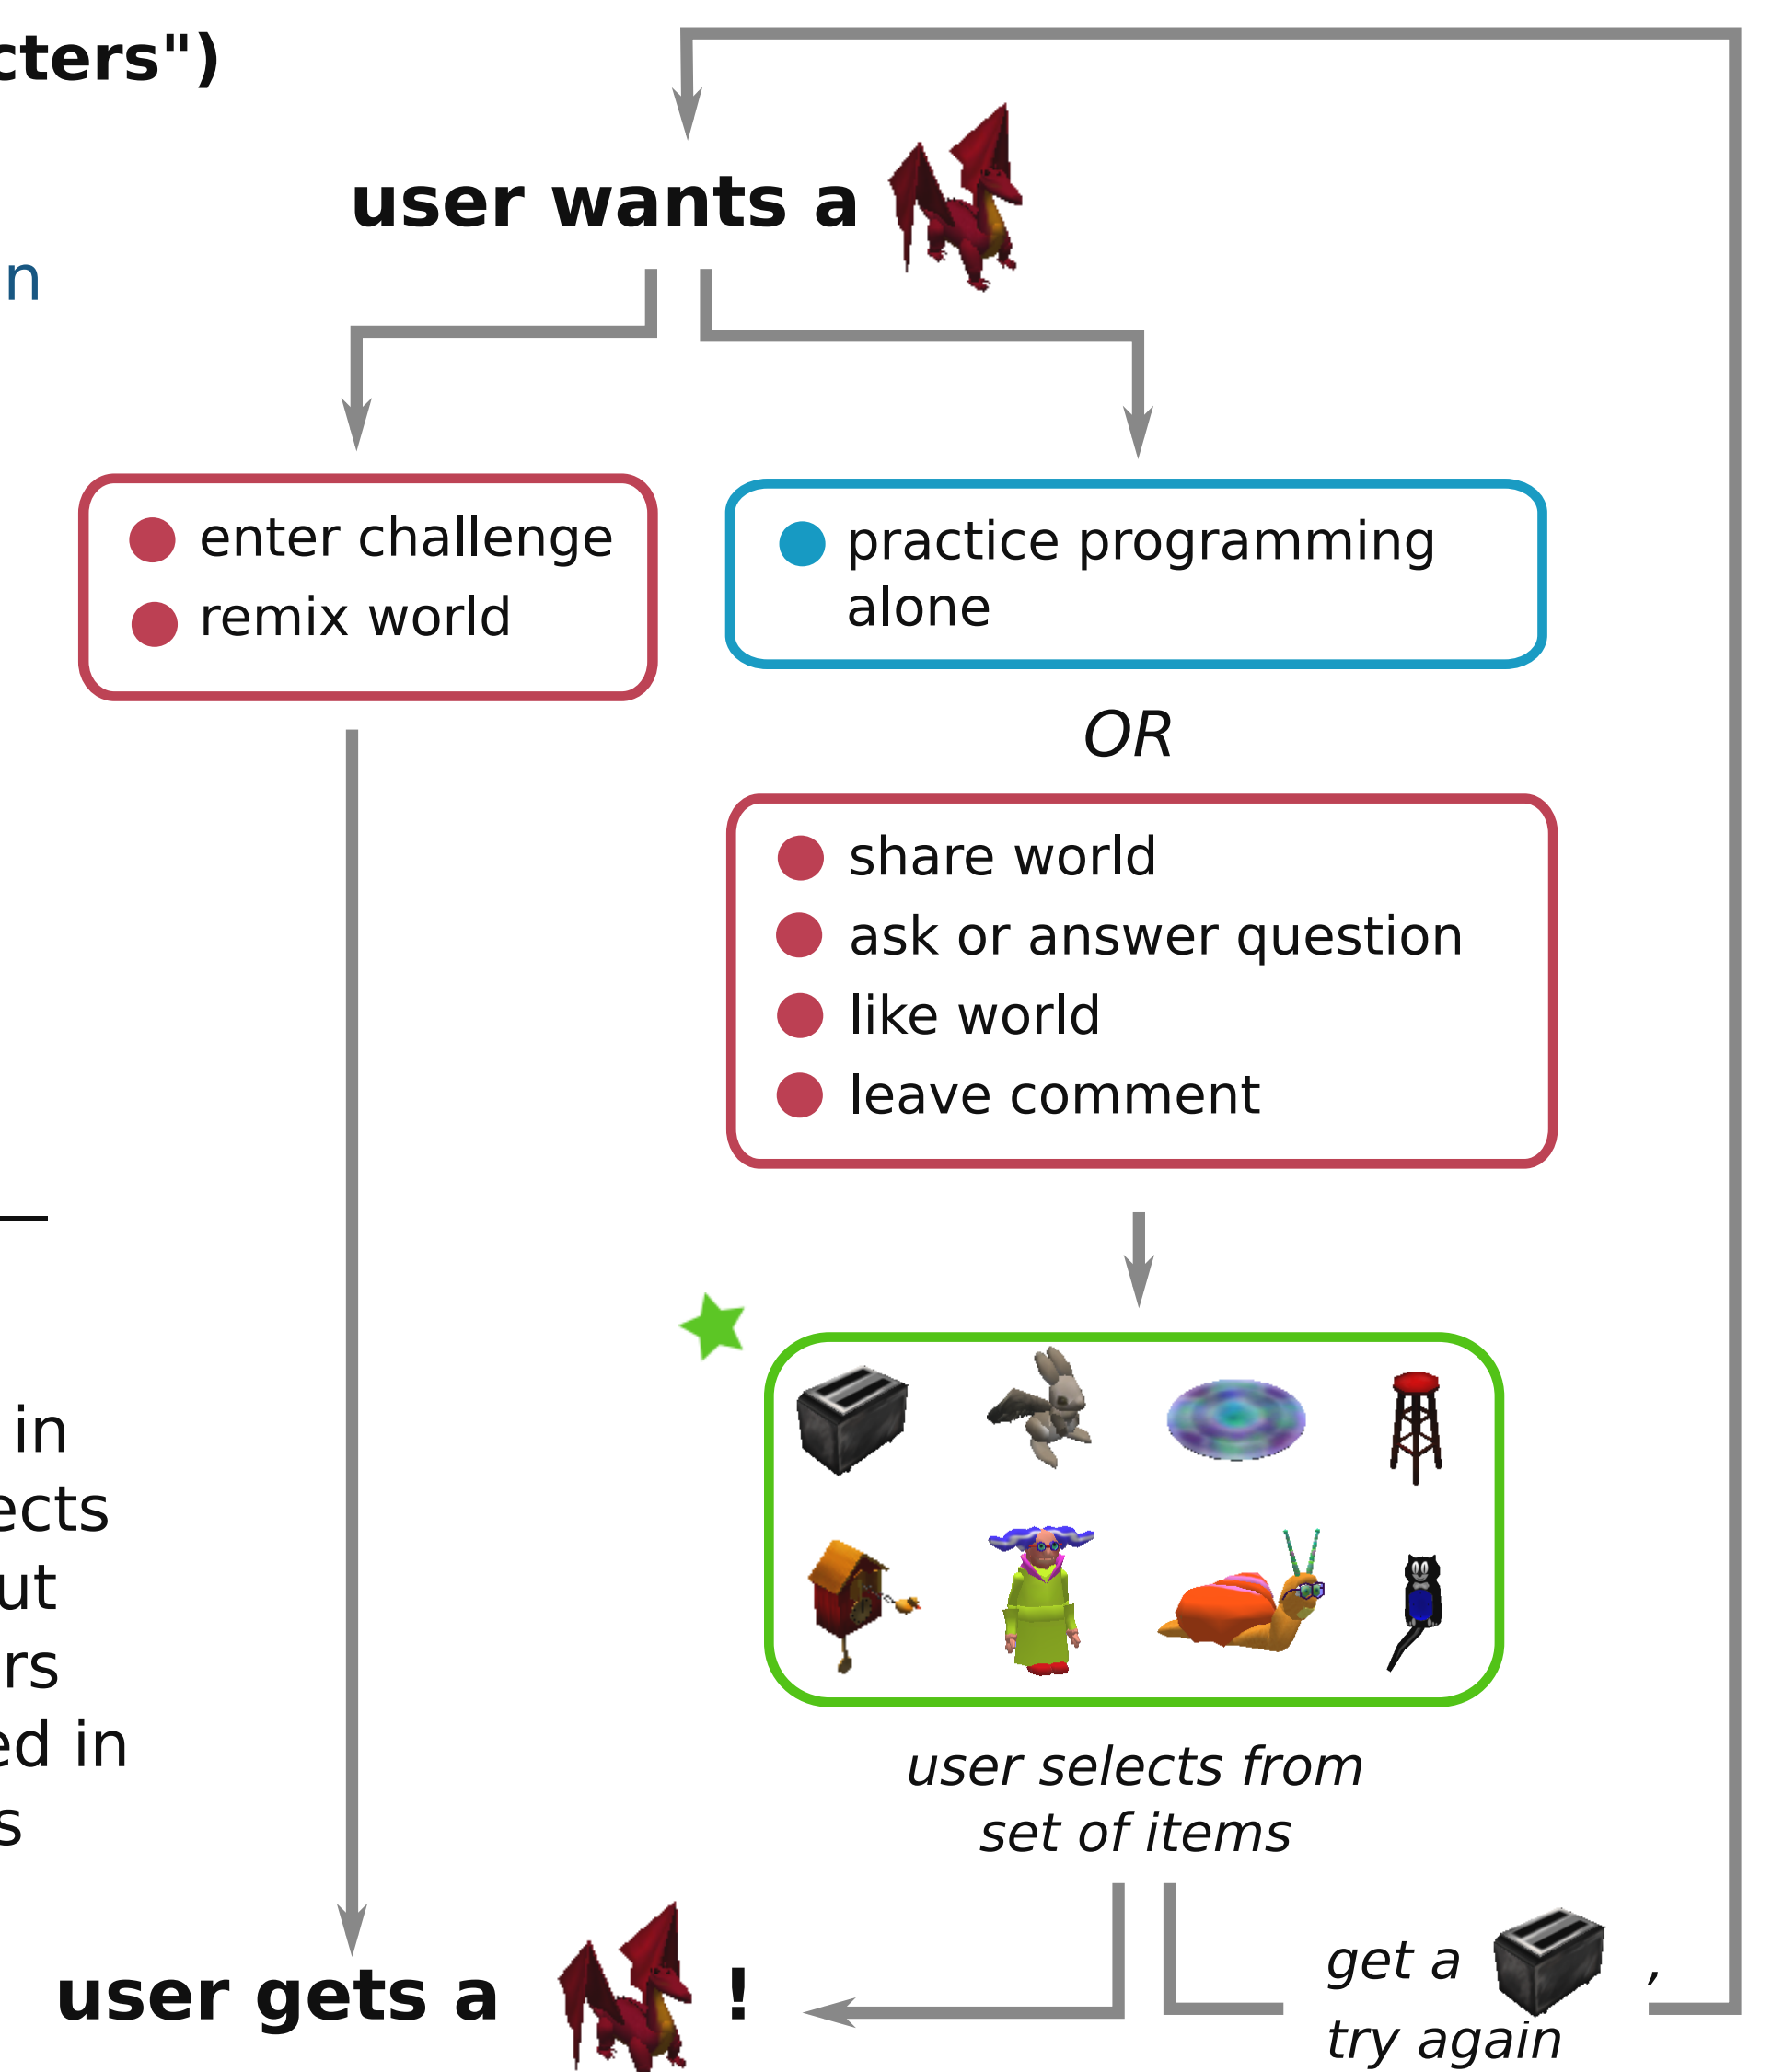 cters")
user wants a
n
enter challenge
remix world
practice programming
alone
OR
share world
ask or answer question
like world
leave comment
in
ects
ut
rs
ed in
s
user selects from
set of items
get a ,
try again
user gets a !